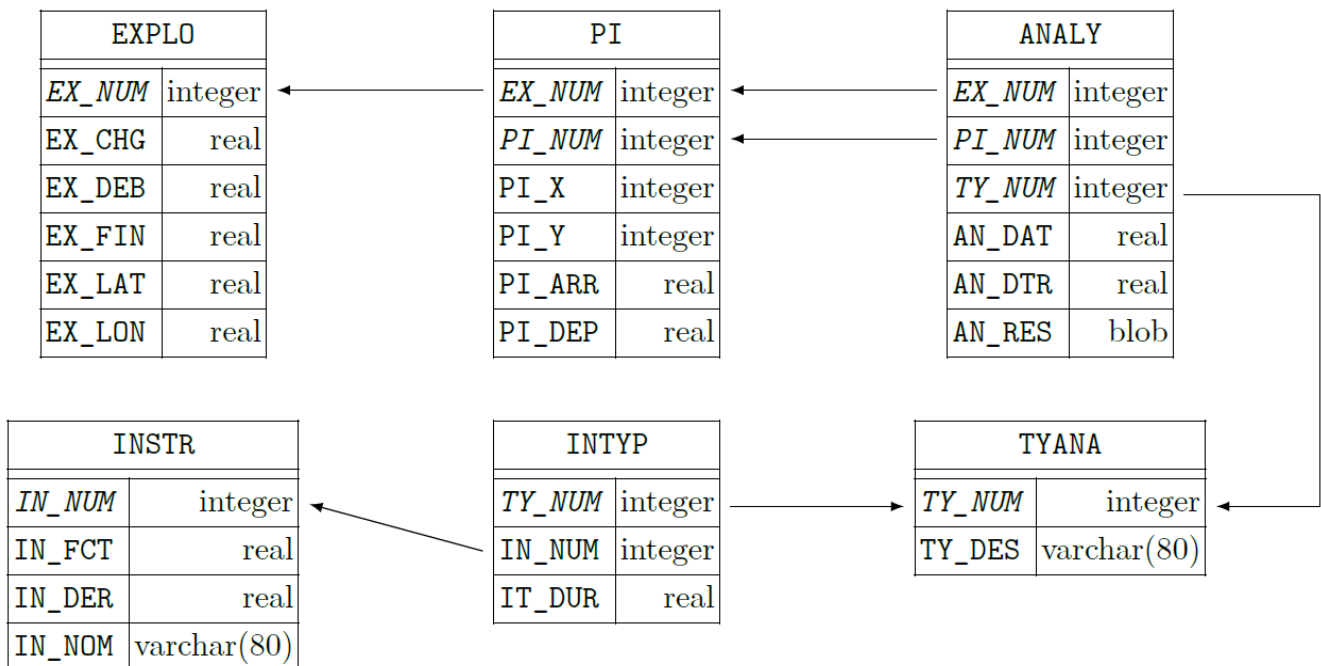 EXPLO
EX_NUM integer
EX_CHG real
EX_DEB real
EX_FIN real
EX_LAT real
EX_LON real
PI
EX_NUM integer
PI_NUM integer
PI_X integer
PI_Y integer
PI_ARR real
PI_DEP real
ANALY
EX_NUM integer
PI_NUM integer
TY_NUM integer
AN_DAT real
AN_DTR real
AN_RES blob
INSTR
IN_NUM integer
IN_FCT real
IN_DER real
IN_NOM varchar(80)
INTYP
TY_NUM integer
IN_NUM integer
IT_DUR real
TYANA
TY_NUM integer
TY_DES varchar(80)